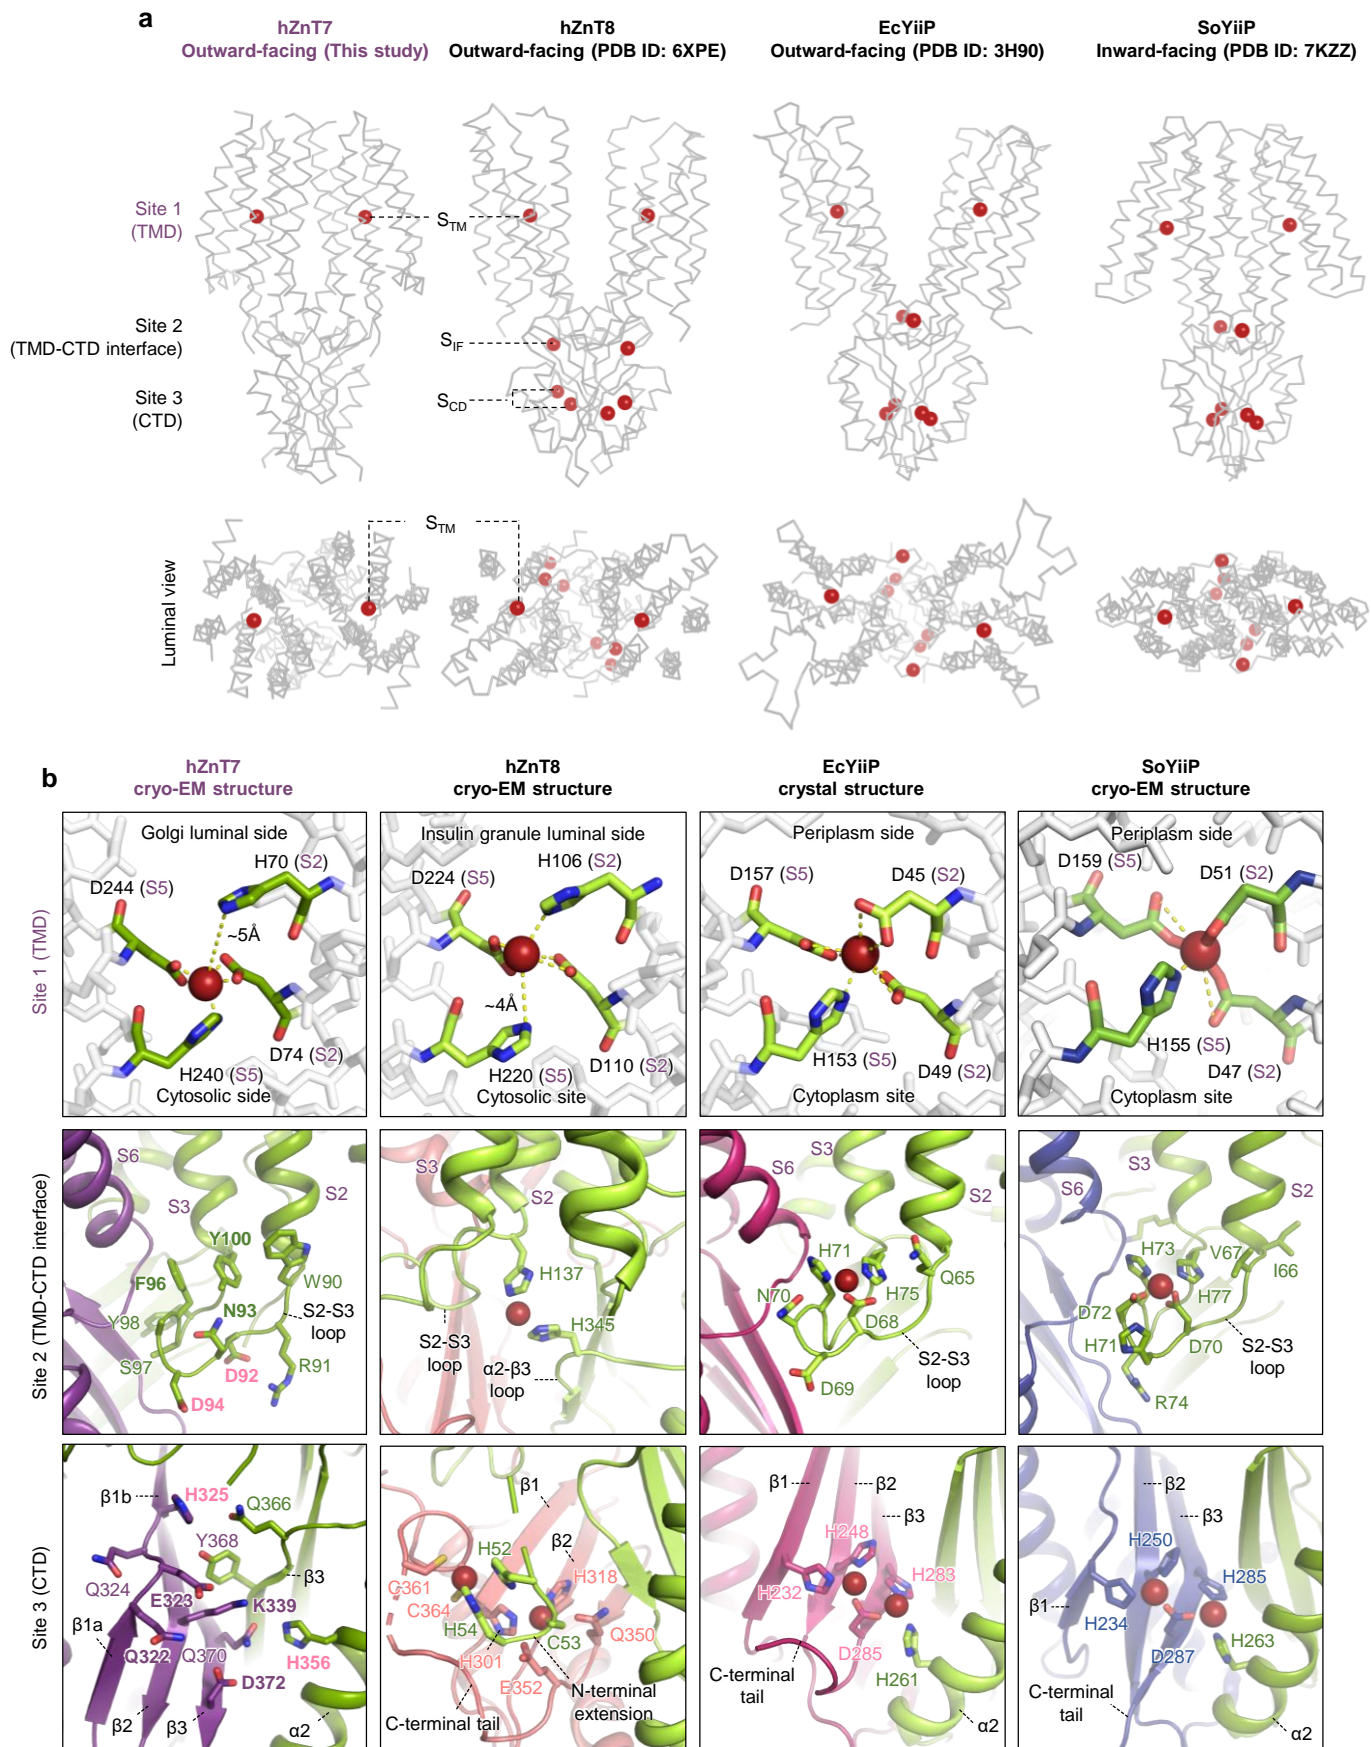 a
hZnT7
Outward-facing (This study)
hZnT8
Outward-facing (PDB ID: 6XPE)
EcYiiP
Outward-facing (PDB ID: 3H90)
SoYiiP
Inward-facing (PDB ID: 7KZZ)
Site 1
(TMD)
STM
Site 2
(TMD-CTD interface)
SIF
Site 3
(CTD)
SCD
Luminal view
STM
b
hZnT7
cryo-EM structure
hZnT8
cryo-EM structure
EcYiiP
crystal structure
SoYiiP
cryo-EM structure
Site 1 (TMD)
Golgi luminal side
H70 (S2)
D244 (S5)
~5Å
D74 (S2)
H240 (S5)
Cytosolic side
Insulin granule luminal side
H106 (S2)
D224 (S5)
~4Å
D110 (S2)
H220 (S5)
Cytosolic site
Periplasm side
D157 (S5)
D45 (S2)
H153 (S5)
D49 (S2)
Cytoplasm site
Periplasm side
D159 (S5)
D51 (S2)
H155 (S5)
D47 (S2)
Cytoplasm site
Site 2 (TMD-CTD interface)
S6
S3
S2
Y100
F96
W90
N93
Y98
S2-S3
loop
S97
D92
R91
D94
S3
S2
H137
H345
S2-S3
loop
α2-β3
loop
S3
S6
S2
H71
Q65
N70
H75
D68
S2-S3
loop
D69
S3
S6
S2
H73
V67
I66
D72
H77
H71
D70
S2-S3
loop
R74
Site 3 (CTD)
β1b
H325
Q366
Y368
β3
Q324
E323
K339
β1a
Q322
Q370
H356
D372
β2
β3
α2
β1
H52
β2
C361
H318
C364
H54
C53
Q350
H301
E352
N-terminal
extension
C-terminal tail
β1
β2
β3
H248
H232
H283
D285
C-terminal
tail
H261
α2
β2
β3
H250
H285
β1
H234
H263
D287
C-terminal
tail
α2